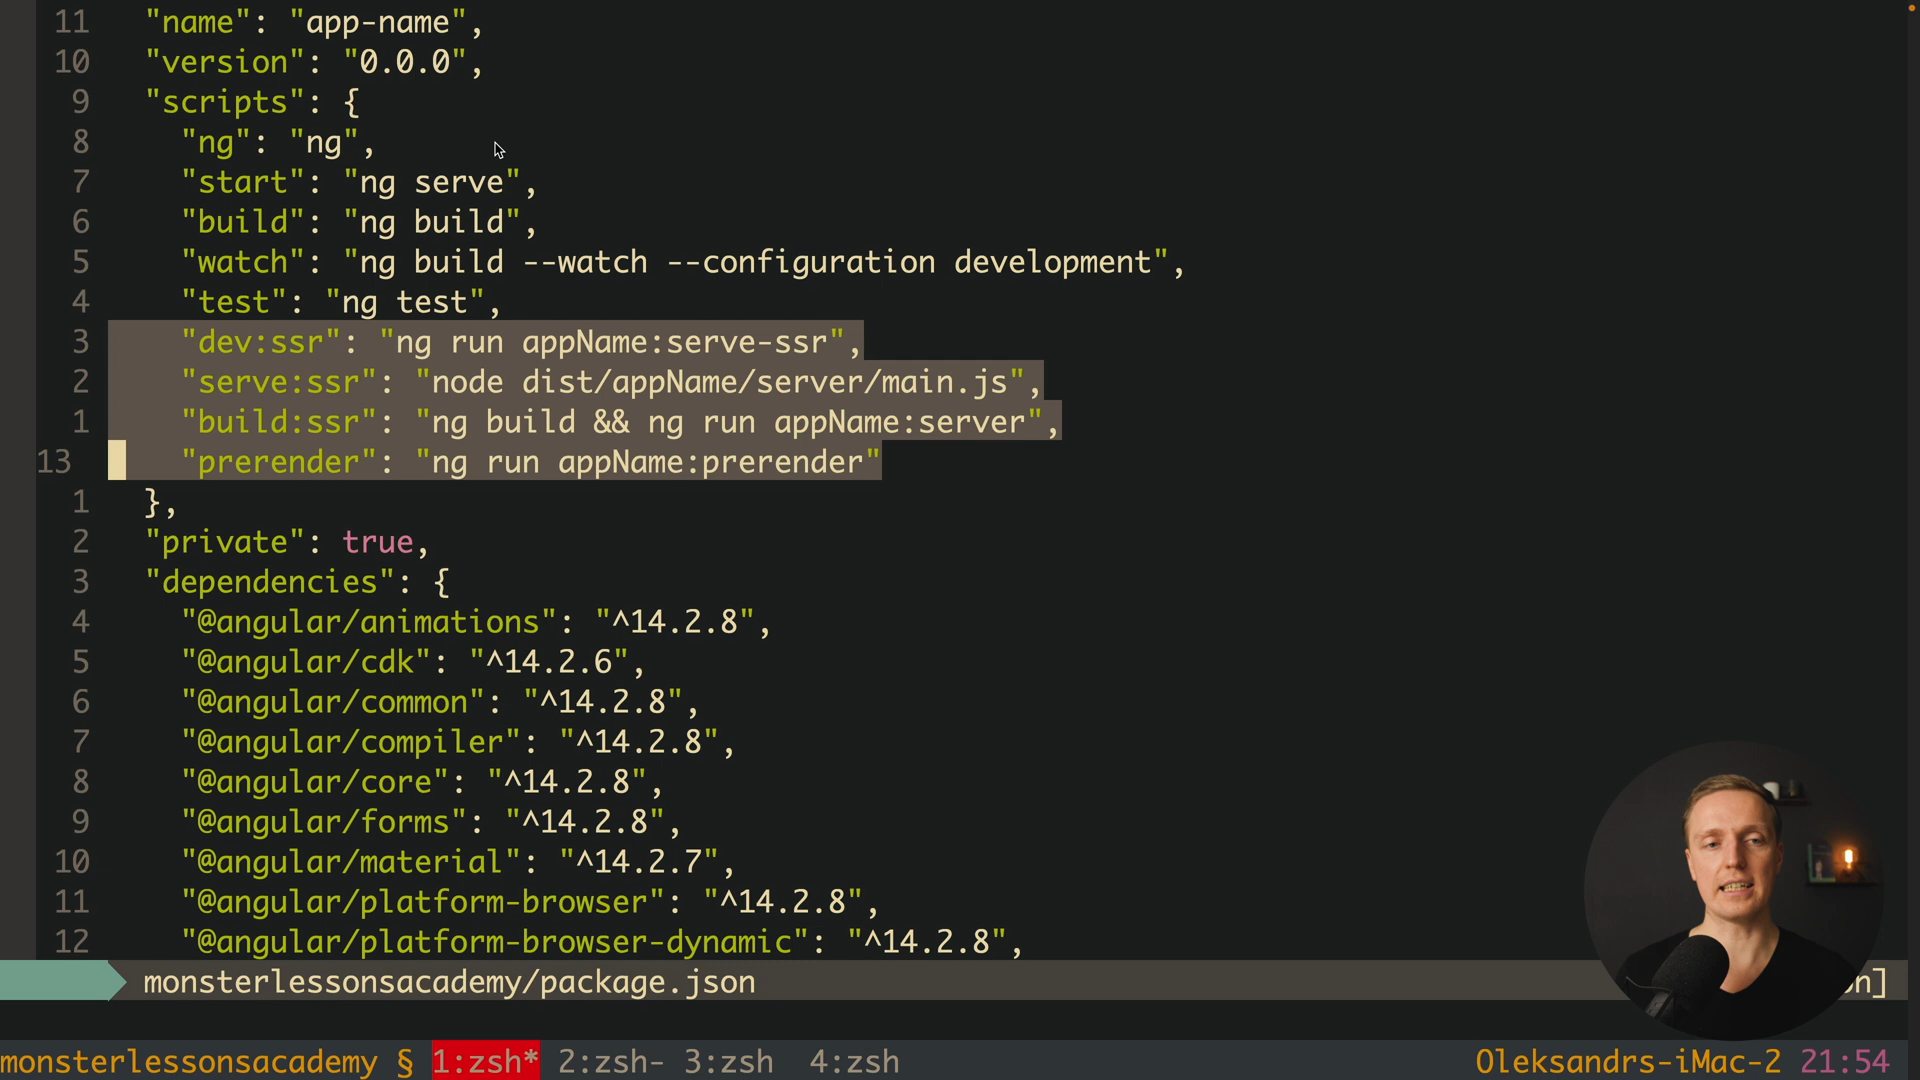 11 "name": "app-name",
10 "version": "0.0.0",
9 "scripts": {
8 "ng": "ng",
7 "start": "ng serve",
6 "build": "ng build",
5 "watch": "ng build --watch --configuration development",
4 "test": "ng test",
3 "dev:ssr": "ng run appName:serve-ssr",
2 "serve:ssr": "node dist/appName/server/main.js",
1 "build:ssr": "ng build && ng run appName:server",
13 "prerender": "ng run appName:prerender"
1 },
2 "private": true,
3 "dependencies": {
4 "@angular/animations": "^14.2.8",
5 "@angular/cdk": "^14.2.6",
6 "@angular/common": "^14.2.8",
7 "@angular/compiler": "^14.2.8",
8 "@angular/core": "^14.2.8",
9 "@angular/forms": "^14.2.8",
10 "@angular/material": "^14.2.7",
11 "@angular/platform-browser": "^14.2.8",
12 "@angular/platform-browser-dynamic": "^14.2.8",
monsterlessonsacademy/package.json
monsterlessonsacademy § 1:zsh* 2:zsh- 3:zsh 4:zsh Oleksandrs-iMac-2 21:54